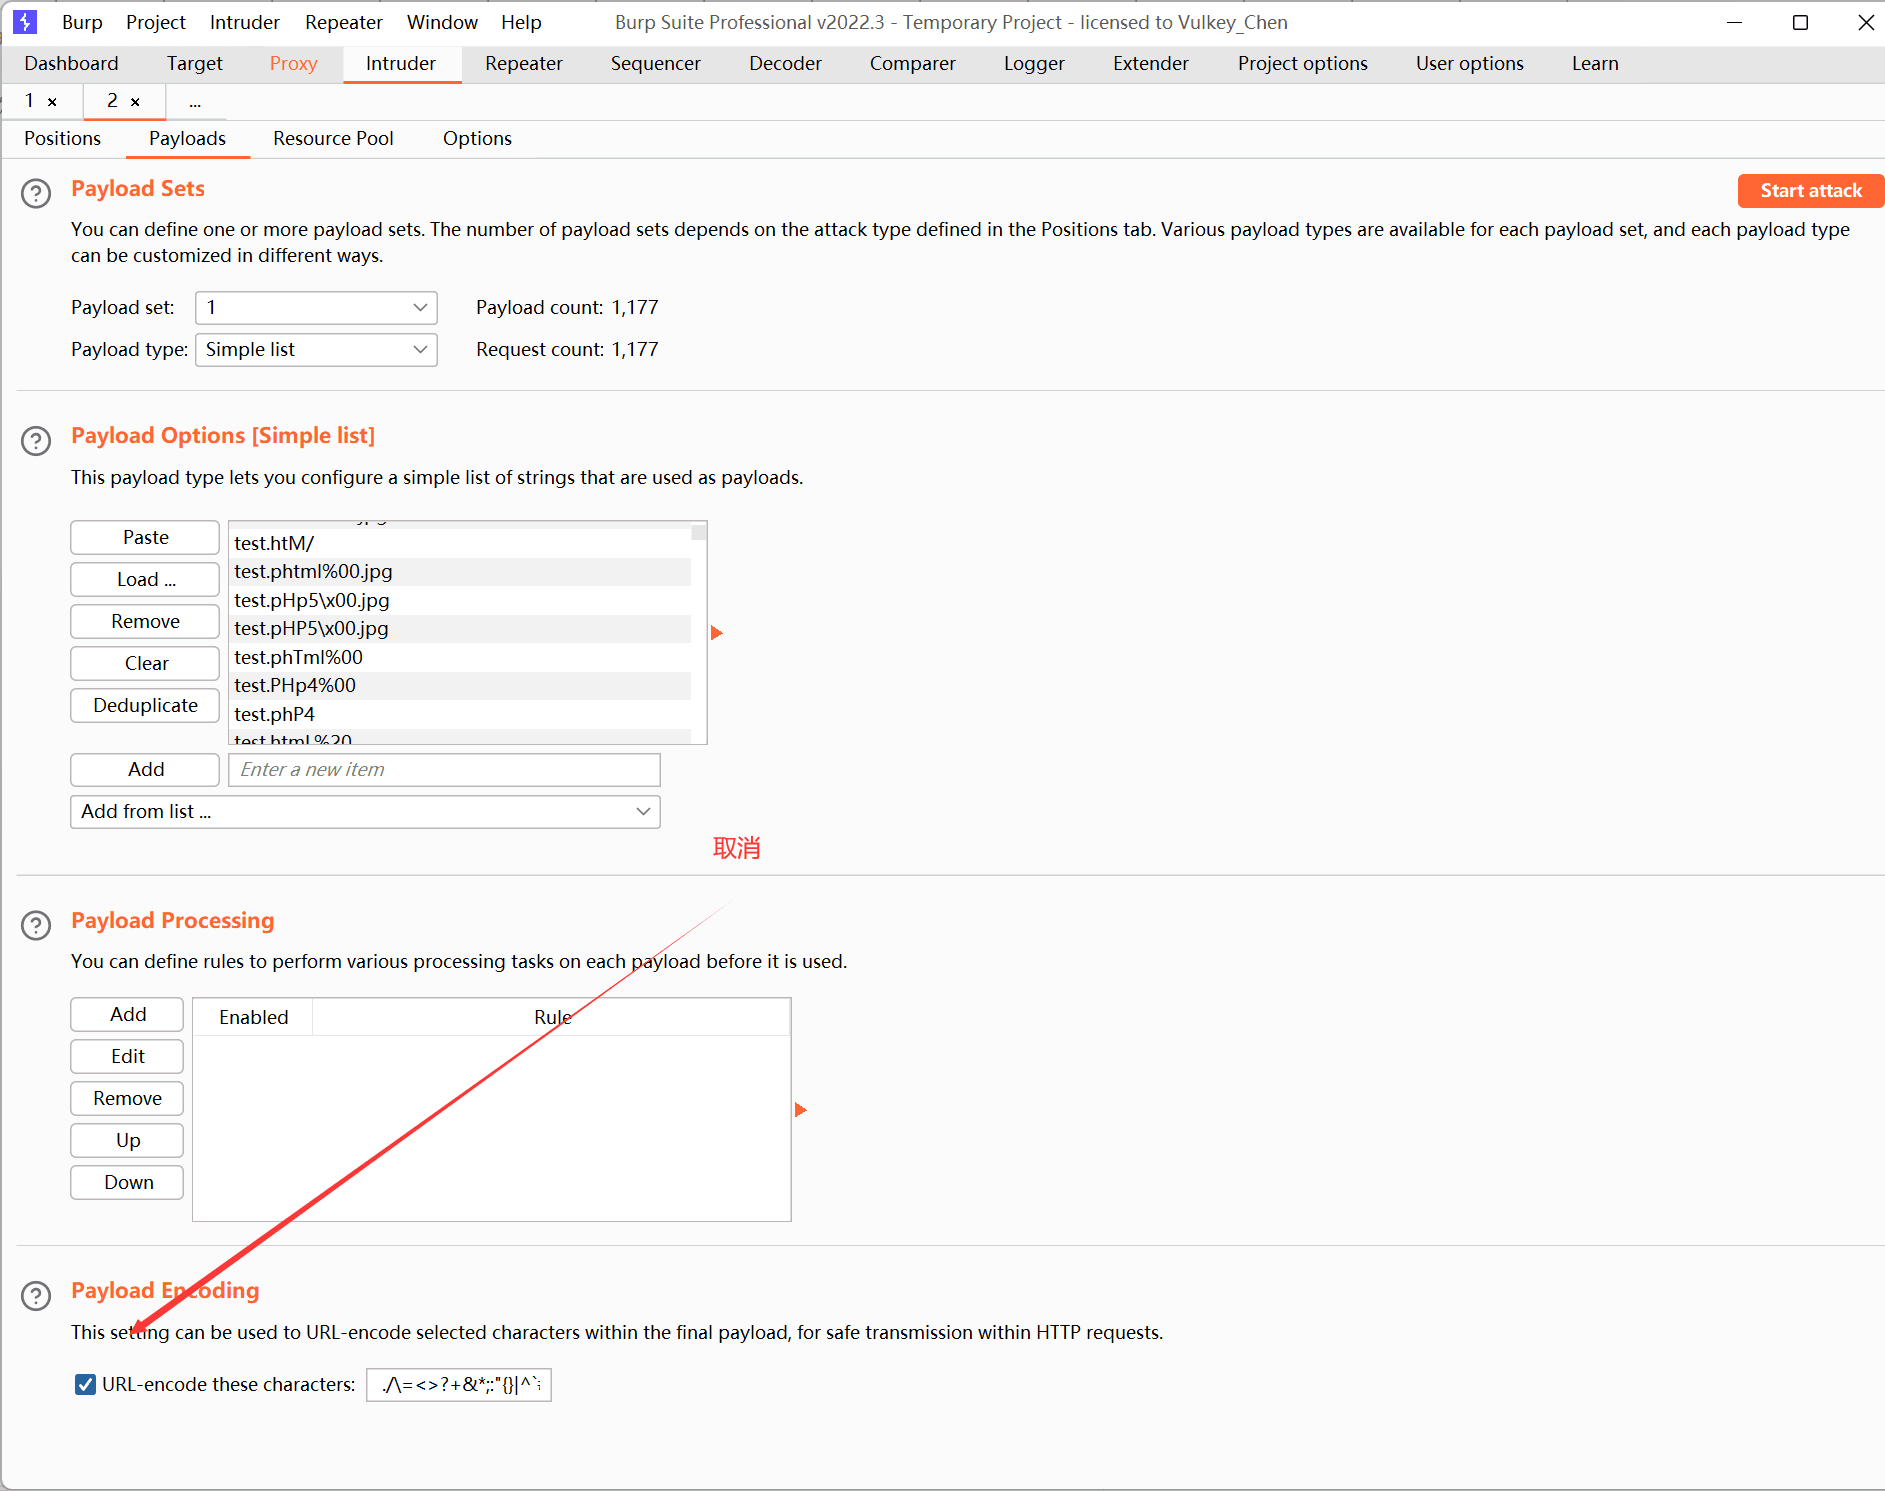 Burp Project Intruder Repeater Window Help Burp Suite Professional v2022.3 - Temporary Project - licensed to Vulkey_Chen
Dashboard Target Proxy Intruder Repeater Sequencer Decoder Comparer Logger Extender Project options User options Learn
1 × 2 × ...
Positions Payloads Resource Pool Options
Payload Sets
Start attack
You can define one or more payload sets. The number of payload sets depends on the attack type defined in the Positions tab. Various payload types are available for each payload set, and each payload type
can be customized in different ways.
Payload set: 1 Payload count: 1,177
Payload type: Simple list Request count: 1,177
Payload Options [Simple list]
This payload type lets you configure a simple list of strings that are used as payloads.
Paste
Load ...
Remove
Clear
Deduplicate
test.htM/
test.phtml%00.jpg
test.pHp5\x00.jpg
test.pHP5\x00.jpg
test.phTml%00
test.PHp4%00
test.phP4
test.html %20
Add Enter a new item
Add from list ...
取消
Payload Processing
You can define rules to perform various processing tasks on each payload before it is used.
Add
Edit
Remove
Up
Down
Enabled Rule
Payload Encoding
This setting can be used to URL-encode selected characters within the final payload, for safe transmission within HTTP requests.
URL-encode these characters: ./\=<>?+&*;:"{}|^`